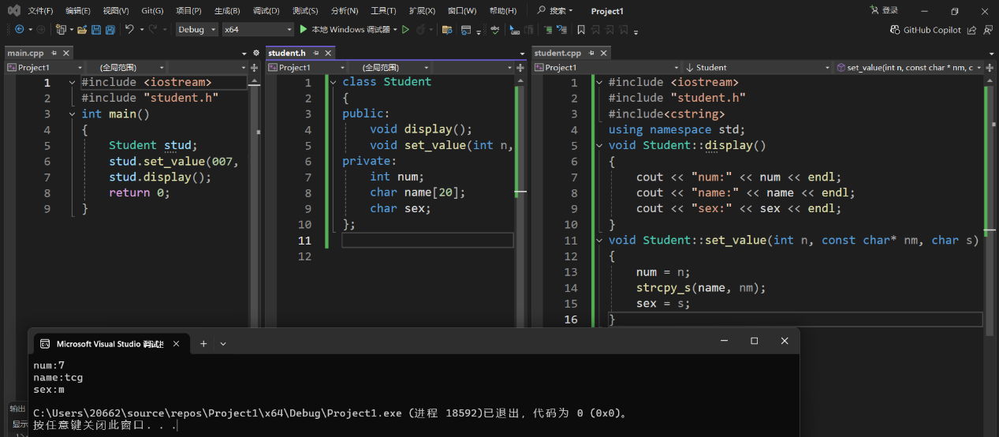 文件(F) 编辑(E) 视图(V) Git(G) 项目(P) 生成(B) 调试(D) 测试(S) 分析(N) 工具(T) 扩展(X) 窗口(W) 帮助(H) 搜索 Project1 登录
Debug x64 本地 Windows 调试器 GitHub Copilot
main.cpp
Project1 (全局范围)
1 #include <iostream>
2 #include "student.h"
3 int main()
4 {
5 Student stud;
6 stud.set_value(007,
7 stud.display();
8 return 0;
9 }
student.h
Project1 (全局范围)
1 class Student
2 {
3 public:
4 void display();
5 void set_value(int n,
6 private:
7 int num;
8 char name[20];
9 char sex;
10 };
11
12
student.cpp
Project1 Student set_value(int n, const char * nm, c
1 #include <iostream>
2 #include "student.h"
3 #include<cstring>
4 using namespace std;
5 void Student::display()
6 {
7 cout << "num:" << num << endl;
8 cout << "name:" << name << endl;
9 cout << "sex:" << sex << endl;
10 }
11 void Student::set_value(int n, const char* nm, char s)
12 {
13 num = n;
14 strcpy_s(name, nm);
15 sex = s;
16 }
Microsoft Visual Studio 调试
num:7
name:tcg
sex:m
C:\Users\20662\source\repos\Project1\x64\Debug\Project1.exe (进程 18592)已退出，代码为 0 (0x0)。
按任意键关闭此窗口. . .
输出
显示